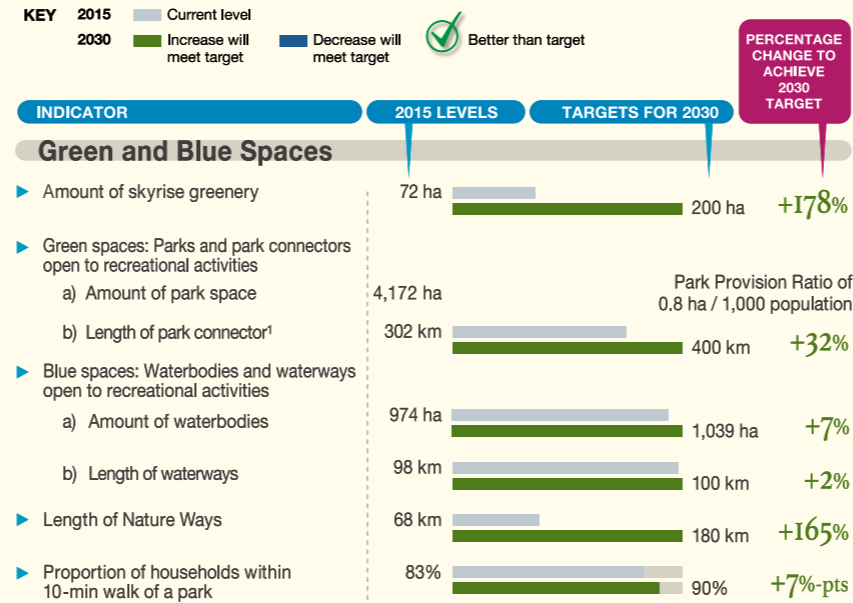 KEY 2015 Current level
2030 Increase will meet target Decrease will meet target Better than target
PERCENTAGE
CHANGE TO
ACHIEVE
2030
TARGET
INDICATOR 2015 LEVELS TARGETS FOR 2030
Green and Blue Spaces
Amount of skyrise greenery 72 ha 200 ha +178%
Green spaces: Parks and park connectors
open to recreational activities
a) Amount of park space 4,172 ha Park Provision Ratio of
0.8 ha / 1,000 population
b) Length of park connector¹ 302 km 400 km +32%
Blue spaces: Waterbodies and waterways
open to recreational activities
a) Amount of waterbodies 974 ha 1,039 ha +7%
b) Length of waterways 98 km 100 km +2%
Length of Nature Ways 68 km 180 km +165%
Proportion of households within
10-min walk of a park 83% 90% +7%-pts